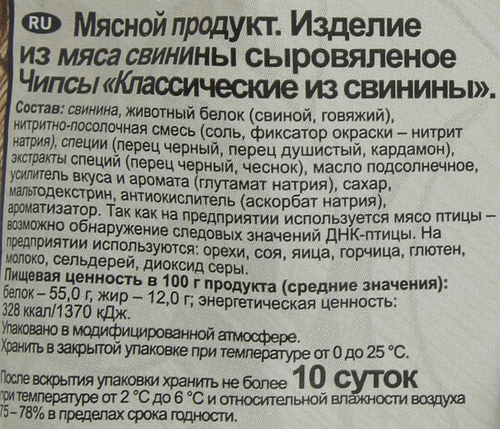 RU Мясной продукт. Изделие
из мяса свинины сыровяленое
Чипсы «Классические из свинины».
Состав: свинина, животный белок (свиной, говяжий),
нитритно-посолочная смесь (соль, фиксатор окраски – нитрит
натрия), специи (перец черный, перец душистый, кардамон),
экстракты специй (перец черный, чеснок), масло подсолнечное,
усилитель вкуса и аромата (глутамат натрия), сахар,
мальтодекстрин, антиокислитель (аскорбат натрия),
ароматизатор. Так как на предприятии используется мясо птицы –
возможно обнаружение следовых значений ДНК-птицы. На
предприятии используются: орехи, соя, яйца, горчица, глютен,
молоко, сельдерей, диоксид серы.
Пищевая ценность в 100 г продукта (средние значения):
белок – 55,0 г, жир – 12,0 г; энергетическая ценность:
328 ккал/1370 кДж.
Упаковано в модифицированной атмосфере.
Хранить в закрытой упаковке при температуре от 0 до 25 °C.
После вскрытия упаковки хранить не более 10 суток
при температуре от 2 °C до 6 °C и относительной влажности воздуха
75–78% в пределах срока годности.